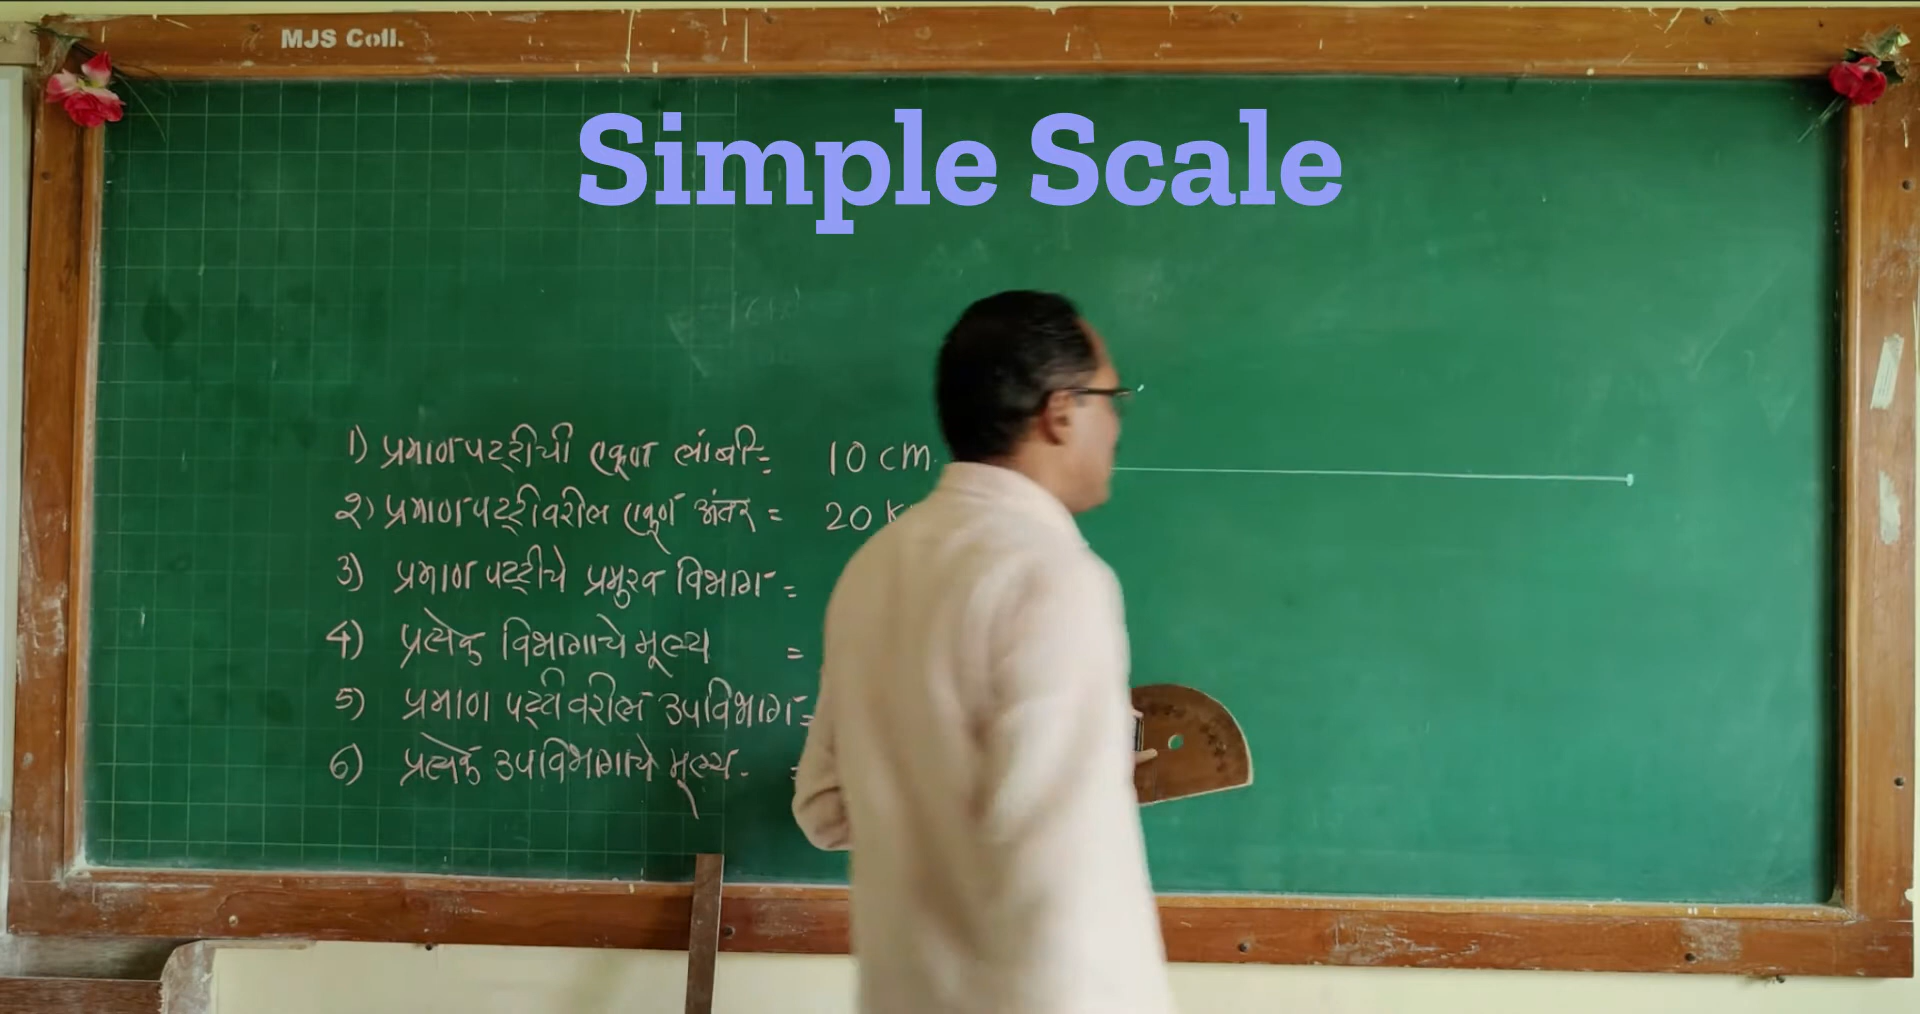 MJS Coll.
Simple Scale
1) प्रमाणपट्टीची एकूण लांबी = 10 cm.
२) प्रमाणपट्टीवरील एकूण अंतर = 20 K
3) प्रमाण पट्टीचे प्रमुख विभाग =
4) प्रत्येक विभागाचे मूल्य =
5) प्रमाण पट्टीवरील उपविभाग =
6) प्रत्येक उपविभागाचे मूल्य. =